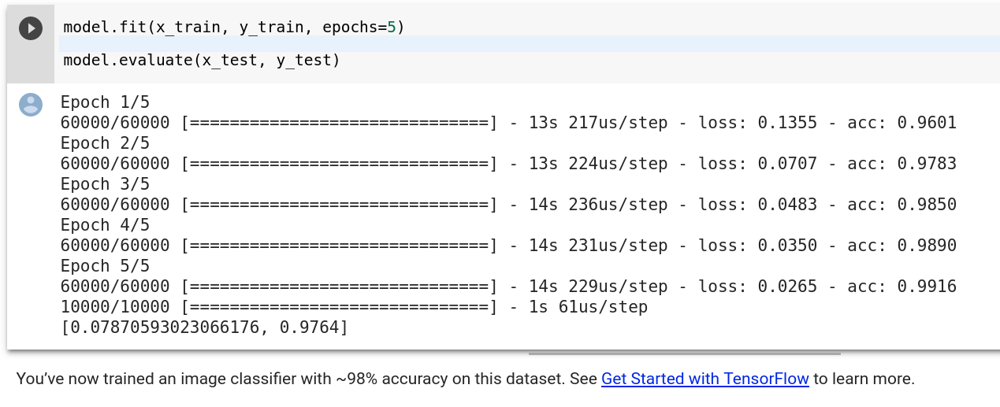 model.fit(x_train, y_train, epochs=5)
model.evaluate(x_test, y_test)
Epoch 1/5
60000/60000 [==============================] - 13s 217us/step - loss: 0.1355 - acc: 0.9601
Epoch 2/5
60000/60000 [==============================] - 13s 224us/step - loss: 0.0707 - acc: 0.9783
Epoch 3/5
60000/60000 [==============================] - 14s 236us/step - loss: 0.0483 - acc: 0.9850
Epoch 4/5
60000/60000 [==============================] - 14s 231us/step - loss: 0.0350 - acc: 0.9890
Epoch 5/5
60000/60000 [==============================] - 14s 229us/step - loss: 0.0265 - acc: 0.9916
10000/10000 [==============================] - 1s 61us/step
[0.07870593023066176, 0.9764]
You’ve now trained an image classifier with ~98% accuracy on this dataset. See Get Started with TensorFlow to learn more.